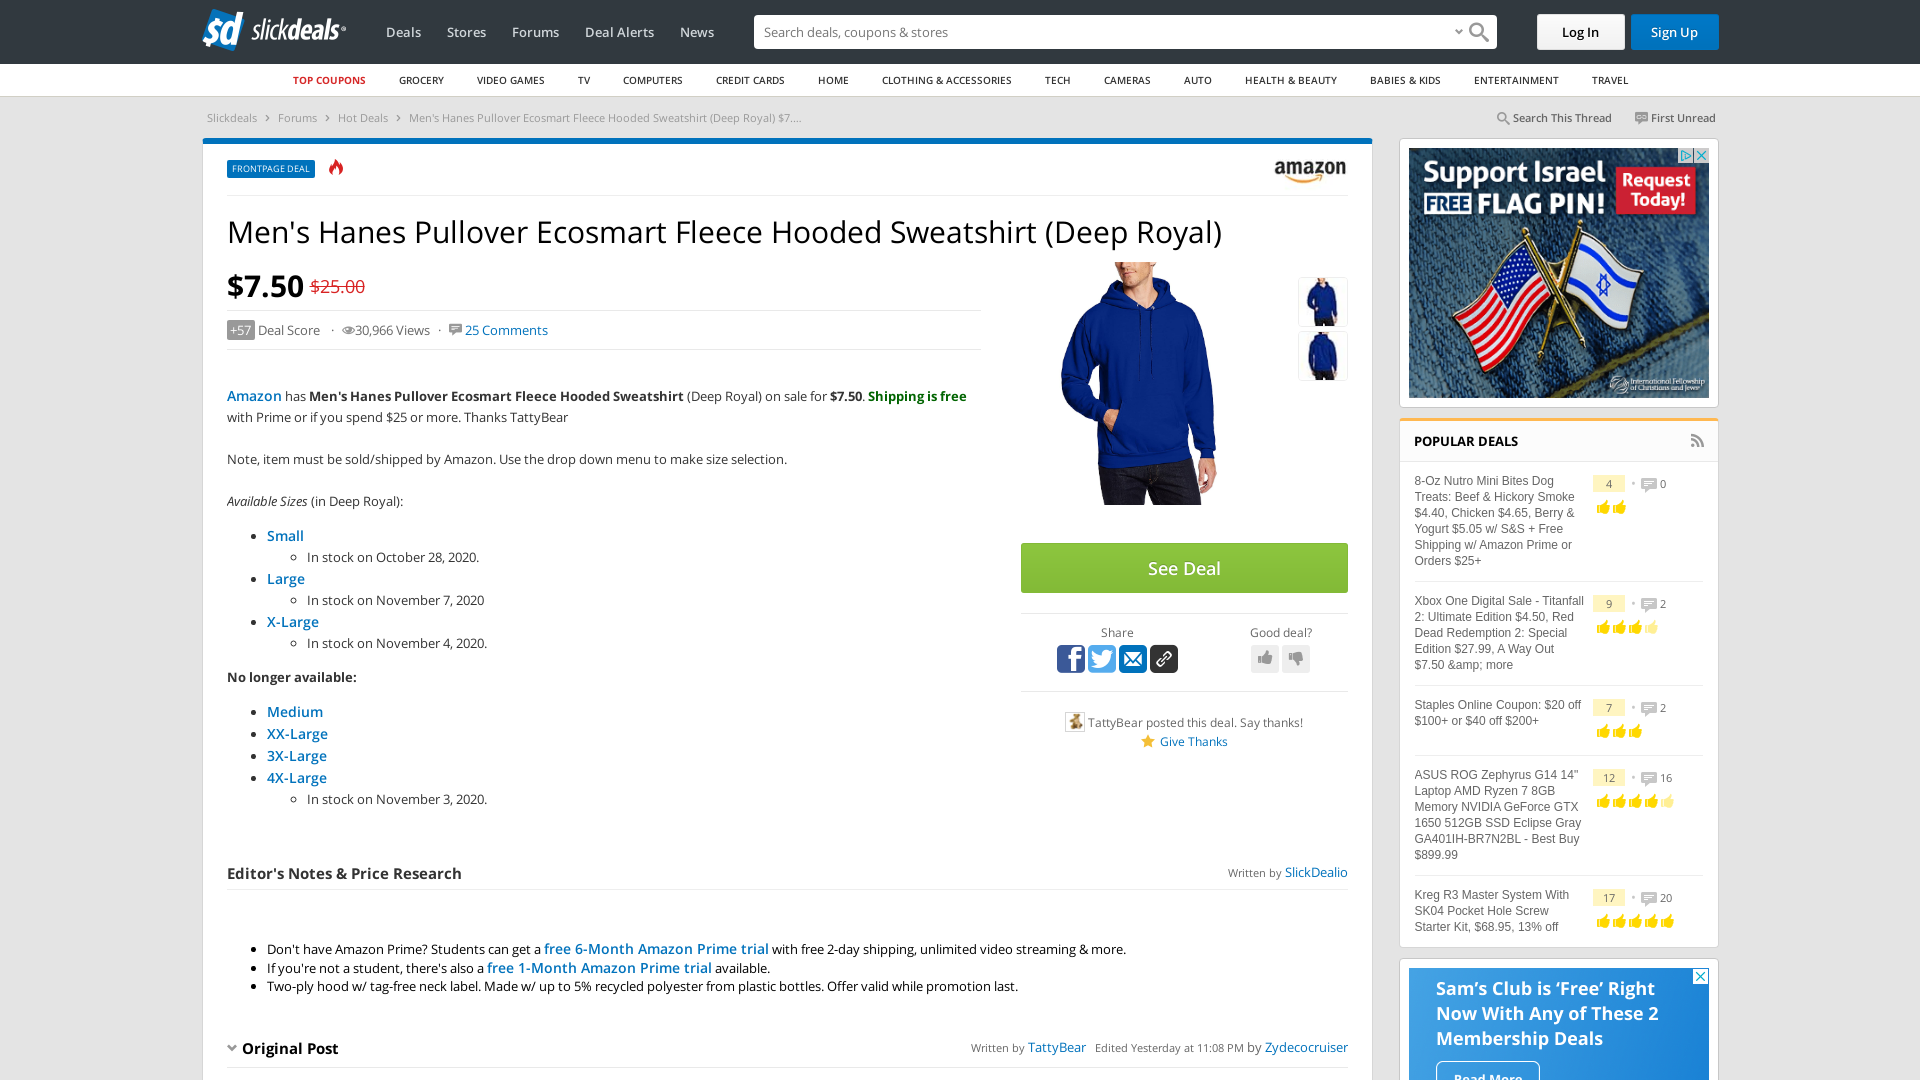 sd slickdeals
Deals
Stores
Forums
Deal Alerts
News
Search deals, coupons & stores
Log In
Sign Up
TOP COUPONS
GROCERY
VIDEO GAMES
TV
COMPUTERS
CREDIT CARDS
HOME
CLOTHING & ACCESSORIES
TECH
CAMERAS
AUTO
HEALTH & BEAUTY
BABIES & KIDS
ENTERTAINMENT
TRAVEL
Slickdeals › Forums › Hot Deals › Men's Hanes Pullover Ecosmart Fleece Hooded Sweatshirt (Deep Royal) $7....
Search This Thread
First Unread
FRONTPAGE DEAL
amazon
Men's Hanes Pullover Ecosmart Fleece Hooded Sweatshirt (Deep Royal)
$7.50 $25.00
+57 Deal Score · 30,966 Views · 25 Comments
Amazon has Men's Hanes Pullover Ecosmart Fleece Hooded Sweatshirt (Deep Royal) on sale for $7.50. Shipping is free
with Prime or if you spend $25 or more. Thanks TattyBear
Note, item must be sold/shipped by Amazon. Use the drop down menu to make size selection.
Available Sizes (in Deep Royal):
Small
In stock on October 28, 2020.
Large
In stock on November 7, 2020
X-Large
In stock on November 4, 2020.
No longer available:
Medium
XX-Large
3X-Large
4X-Large
In stock on November 3, 2020.
See Deal
Share
Good deal?
TattyBear posted this deal. Say thanks!
Give Thanks
Editor's Notes & Price Research
Written by SlickDealio
Don't have Amazon Prime? Students can get a free 6-Month Amazon Prime trial with free 2-day shipping, unlimited video streaming & more.
If you're not a student, there's also a free 1-Month Amazon Prime trial available.
Two-ply hood w/ tag-free neck label. Made w/ up to 5% recycled polyester from plastic bottles. Offer valid while promotion last.
Original Post
Written by TattyBear Edited Yesterday at 11:08 PM by Zydecocruiser
Support Israel
FREE FLAG PIN!
Request
Today!
International Fellowship
of Christians and Jews
POPULAR DEALS
8-Oz Nutro Mini Bites Dog
Treats: Beef & Hickory Smoke
$4.40, Chicken $4.65, Berry &
Yogurt $5.05 w/ S&S + Free
Shipping w/ Amazon Prime or
Orders $25+
4 • 0
Xbox One Digital Sale - Titanfall
2: Ultimate Edition $4.50, Red
Dead Redemption 2: Special
Edition $27.99, A Way Out
$7.50 &amp; more
9 • 2
Staples Online Coupon: $20 off
$100+ or $40 off $200+
7 • 2
ASUS ROG Zephyrus G14 14"
Laptop AMD Ryzen 7 8GB
Memory NVIDIA GeForce GTX
1650 512GB SSD Eclipse Gray
GA401IH-BR7N2BL - Best Buy
$899.99
12 • 16
Kreg R3 Master System With
SK04 Pocket Hole Screw
Starter Kit, $68.95, 13% off
17 • 20
Sam's Club is 'Free' Right
Now With Any of These 2
Membership Deals
Read More